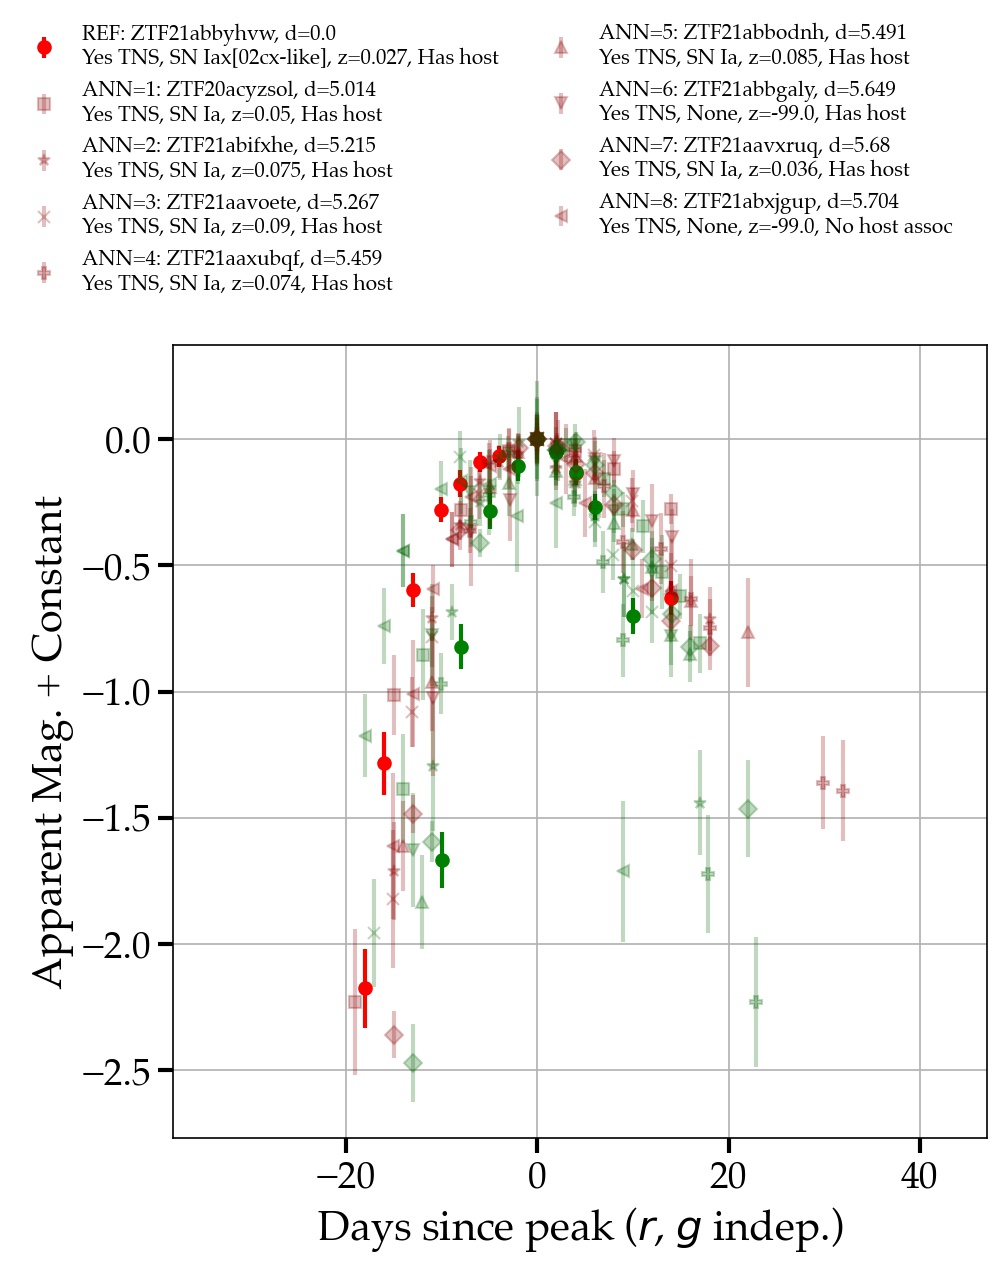 REF: ZTF21abbyhvw, d=0.0
Yes TNS, SN Iax[02cx-like], z=0.027, Has host
ANN=1: ZTF20acyzsol, d=5.014
Yes TNS, SN Ia, z=0.05, Has host
ANN=2: ZTF21abifxhe, d=5.215
Yes TNS, SN Ia, z=0.075, Has host
ANN=3: ZTF21aavoete, d=5.267
Yes TNS, SN Ia, z=0.09, Has host
ANN=4: ZTF21aaxubqf, d=5.459
Yes TNS, SN Ia, z=0.074, Has host
ANN=5: ZTF21abbodnh, d=5.491
Yes TNS, SN Ia, z=0.085, Has host
ANN=6: ZTF21abbgaly, d=5.649
Yes TNS, None, z=-99.0, Has host
ANN=7: ZTF21aavxruq, d=5.68
Yes TNS, SN Ia, z=0.036, Has host
ANN=8: ZTF21abxjgup, d=5.704
Yes TNS, None, z=-99.0, No host assoc
Apparent Mag. + Constant
0.0
−0.5
−1.0
−1.5
−2.0
−2.5
−20 0 20 40
Days since peak (r, g indep.)